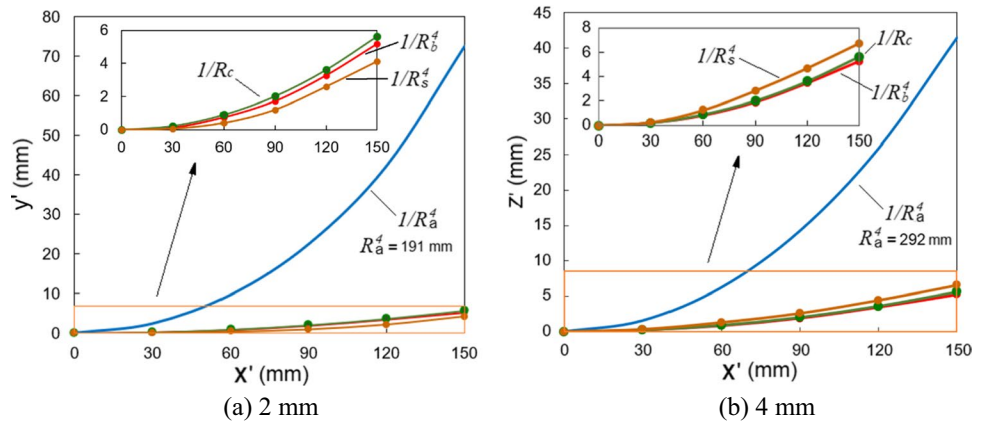 80
70
60
50
40
30
20
10
0
y' (mm)
6
4
2
0
0 30 60 90 120 150
1/Rc
1/R⁴b
1/R⁴s
1/R⁴a
R⁴a = 191 mm
0 30 60 90 120 150
X' (mm)
(a) 2 mm
45
40
35
30
25
20
15
10
5
0
Z' (mm)
8
6
4
2
0
0 30 60 90 120 150
1/R⁴s
1/Rc
1/R⁴b
1/R⁴a
R⁴a = 292 mm
0 30 60 90 120 150
X' (mm)
(b) 4 mm